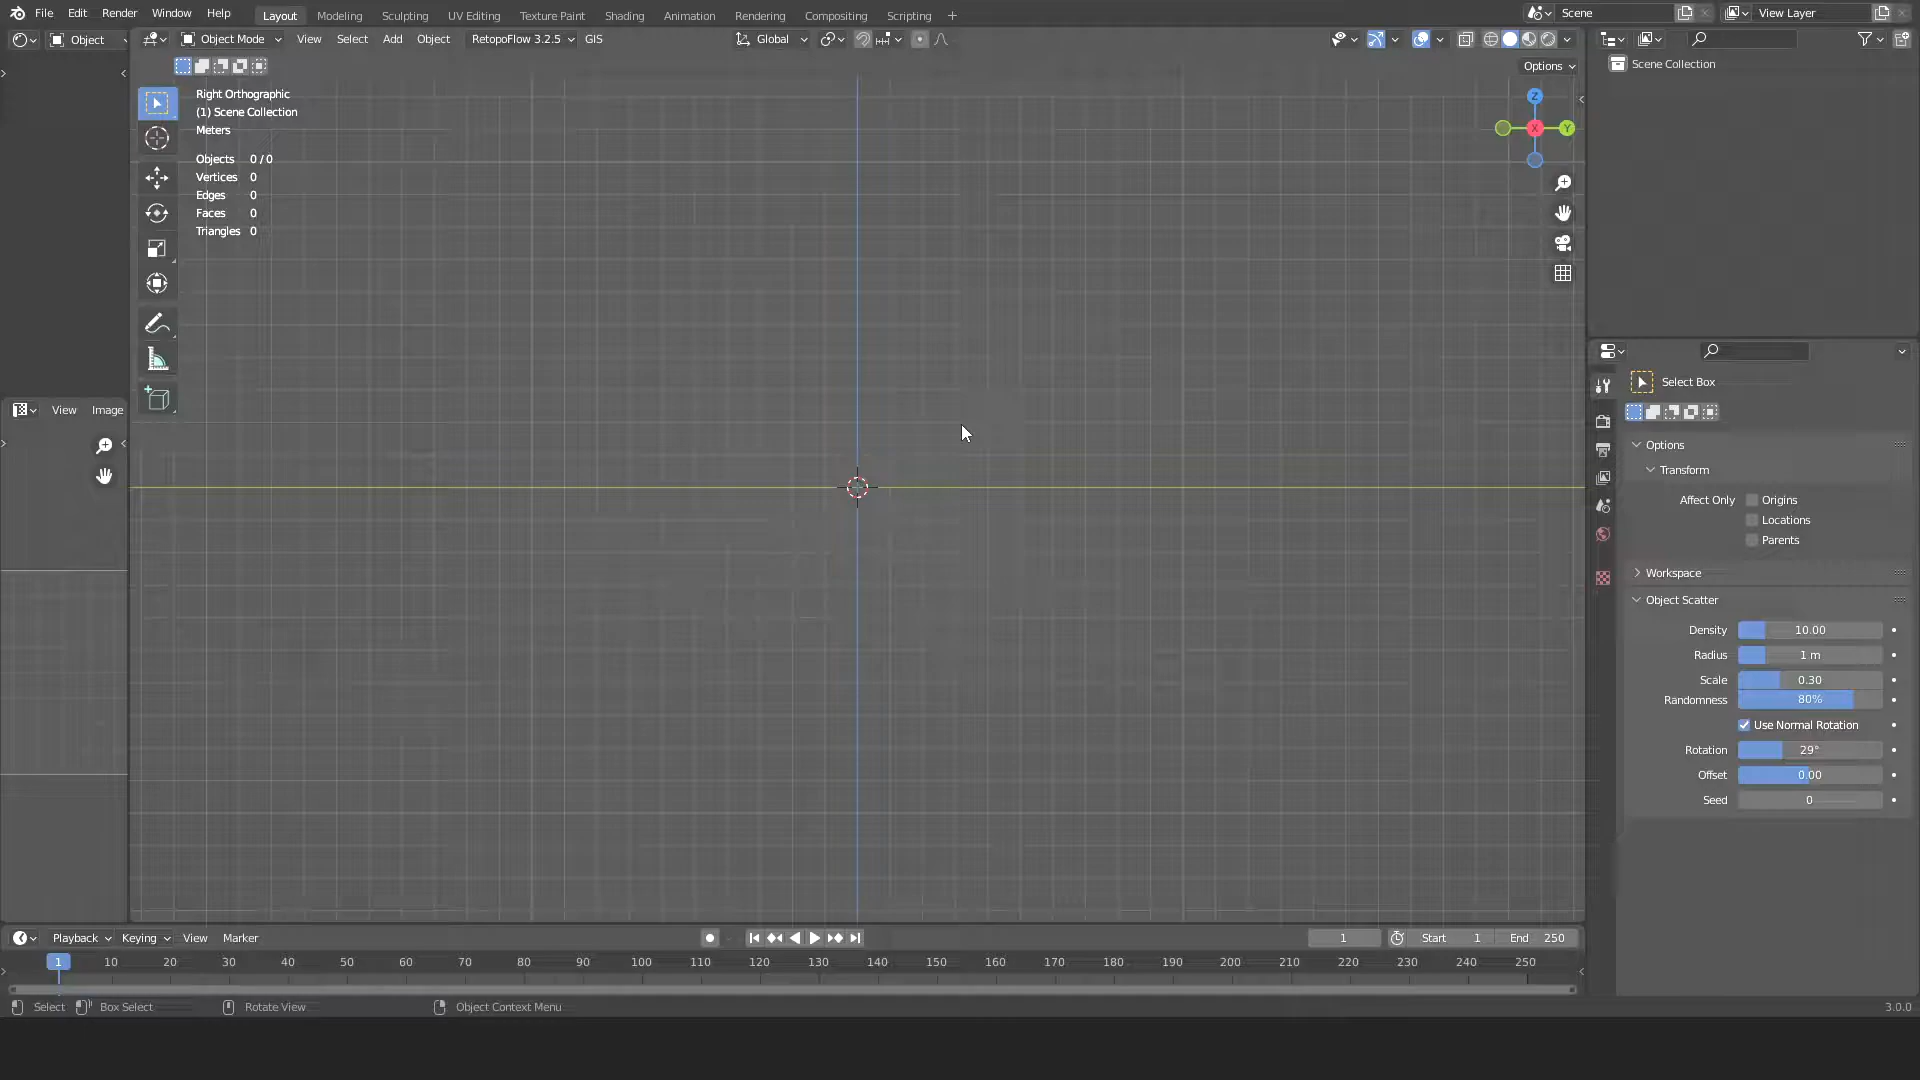 File Edit Render Window Help Layout Modeling Sculpting UV Editing Texture Paint Shading Animation Rendering Compositing Scripting Scene View Layer
Object Object Mode View Select Add Object RetopoFlow 3.2.5 GIS Global
Options
Scene Collection
Right Orthographic
(1) Scene Collection
Meters
Objects 0 / 0
Vertices 0
Edges 0
Faces 0
Triangles 0
Z
X
Y
View Image
Select Box
Options
Transform
Affect Only Origins
Locations
Parents
Workspace
Object Scatter
Density 10.00
Radius 1 m
Scale 0.30
Randomness 80%
Use Normal Rotation
Rotation 29°
Offset 0.00
Seed 0
Playback Keying View Marker 1 Start 1 End 250
1 10 20 30 40 50 60 70 80 90 100 110 120 130 140 150 160 170 180 190 200 210 220 230 240 250
Select Box Select Rotate View Object Context Menu 3.0.0